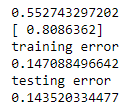 0.552743297202
[ 0.8086362]
training error
0.147088496642
testing error
0.143520334477